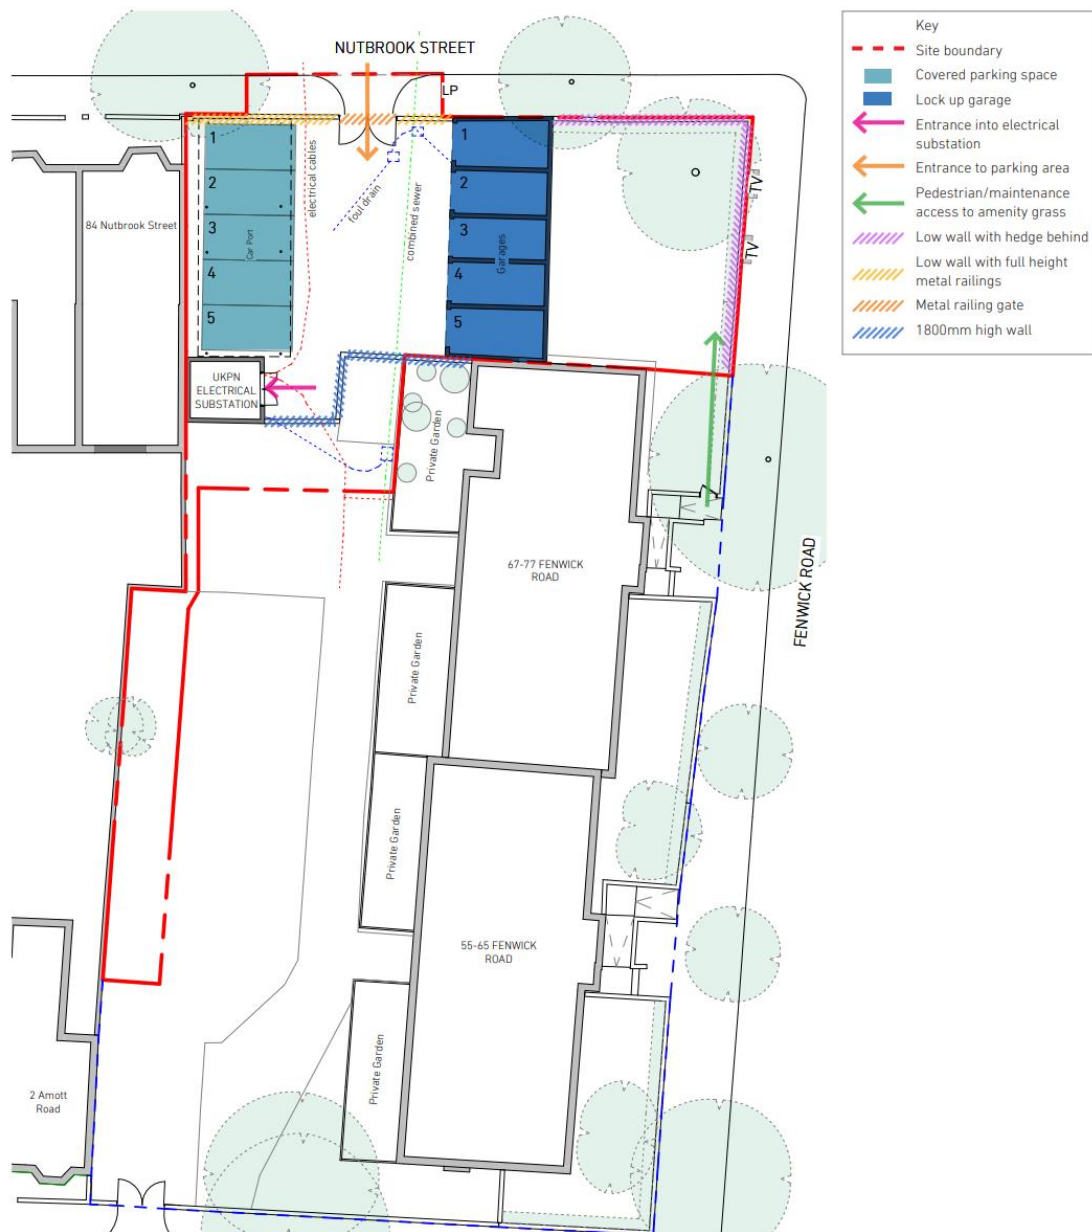 NUTBROOK STREET
LP
1
2
3
4
5
Car Port
electrical cables
foul drain
combined sewer
1
2
3
4
5
Garages
TV
TV
84 Nutbrook Street
UKPN
ELECTRICAL
SUBSTATION
Private Garden
67-77 FENWICK
ROAD
FENWICK ROAD
Private Garden
Private Garden
55-65 FENWICK
ROAD
Private Garden
2 Amott
Road
Key
Site boundary
Covered parking space
Lock up garage
Entrance into electrical
substation
Entrance to parking area
Pedestrian/maintenance
access to amenity grass
Low wall with hedge behind
Low wall with full height
metal railings
Metal railing gate
1800mm high wall